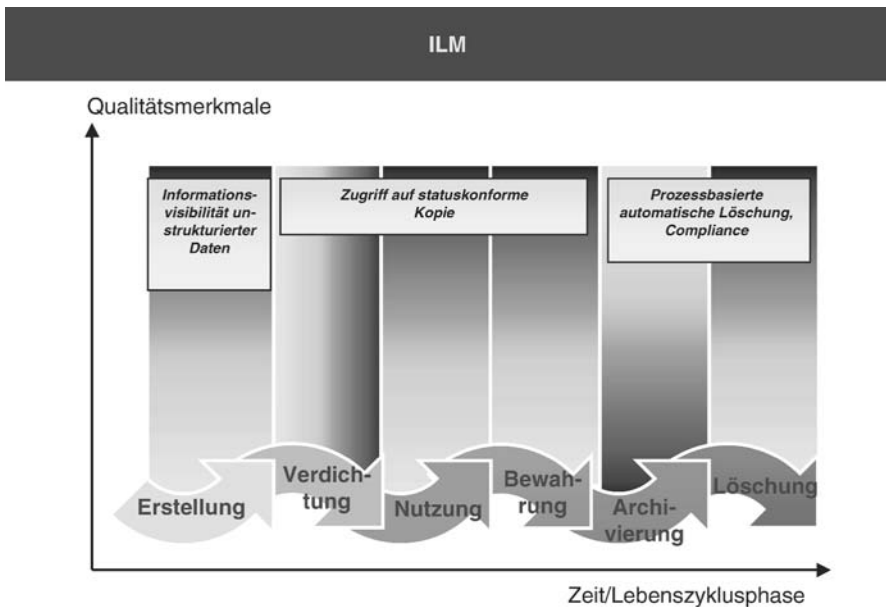 ILM
Qualitätsmerkmale
Informations-
visibilität un-
strukturierter
Daten
Zugriff auf statuskonforme
Kopie
Prozessbasierte
automatische Löschung,
Compliance
Erstellung
Verdich-
tung
Nutzung
Bewah-
rung
Archi-
vierung
Löschung
Zeit/Lebenszyklusphase